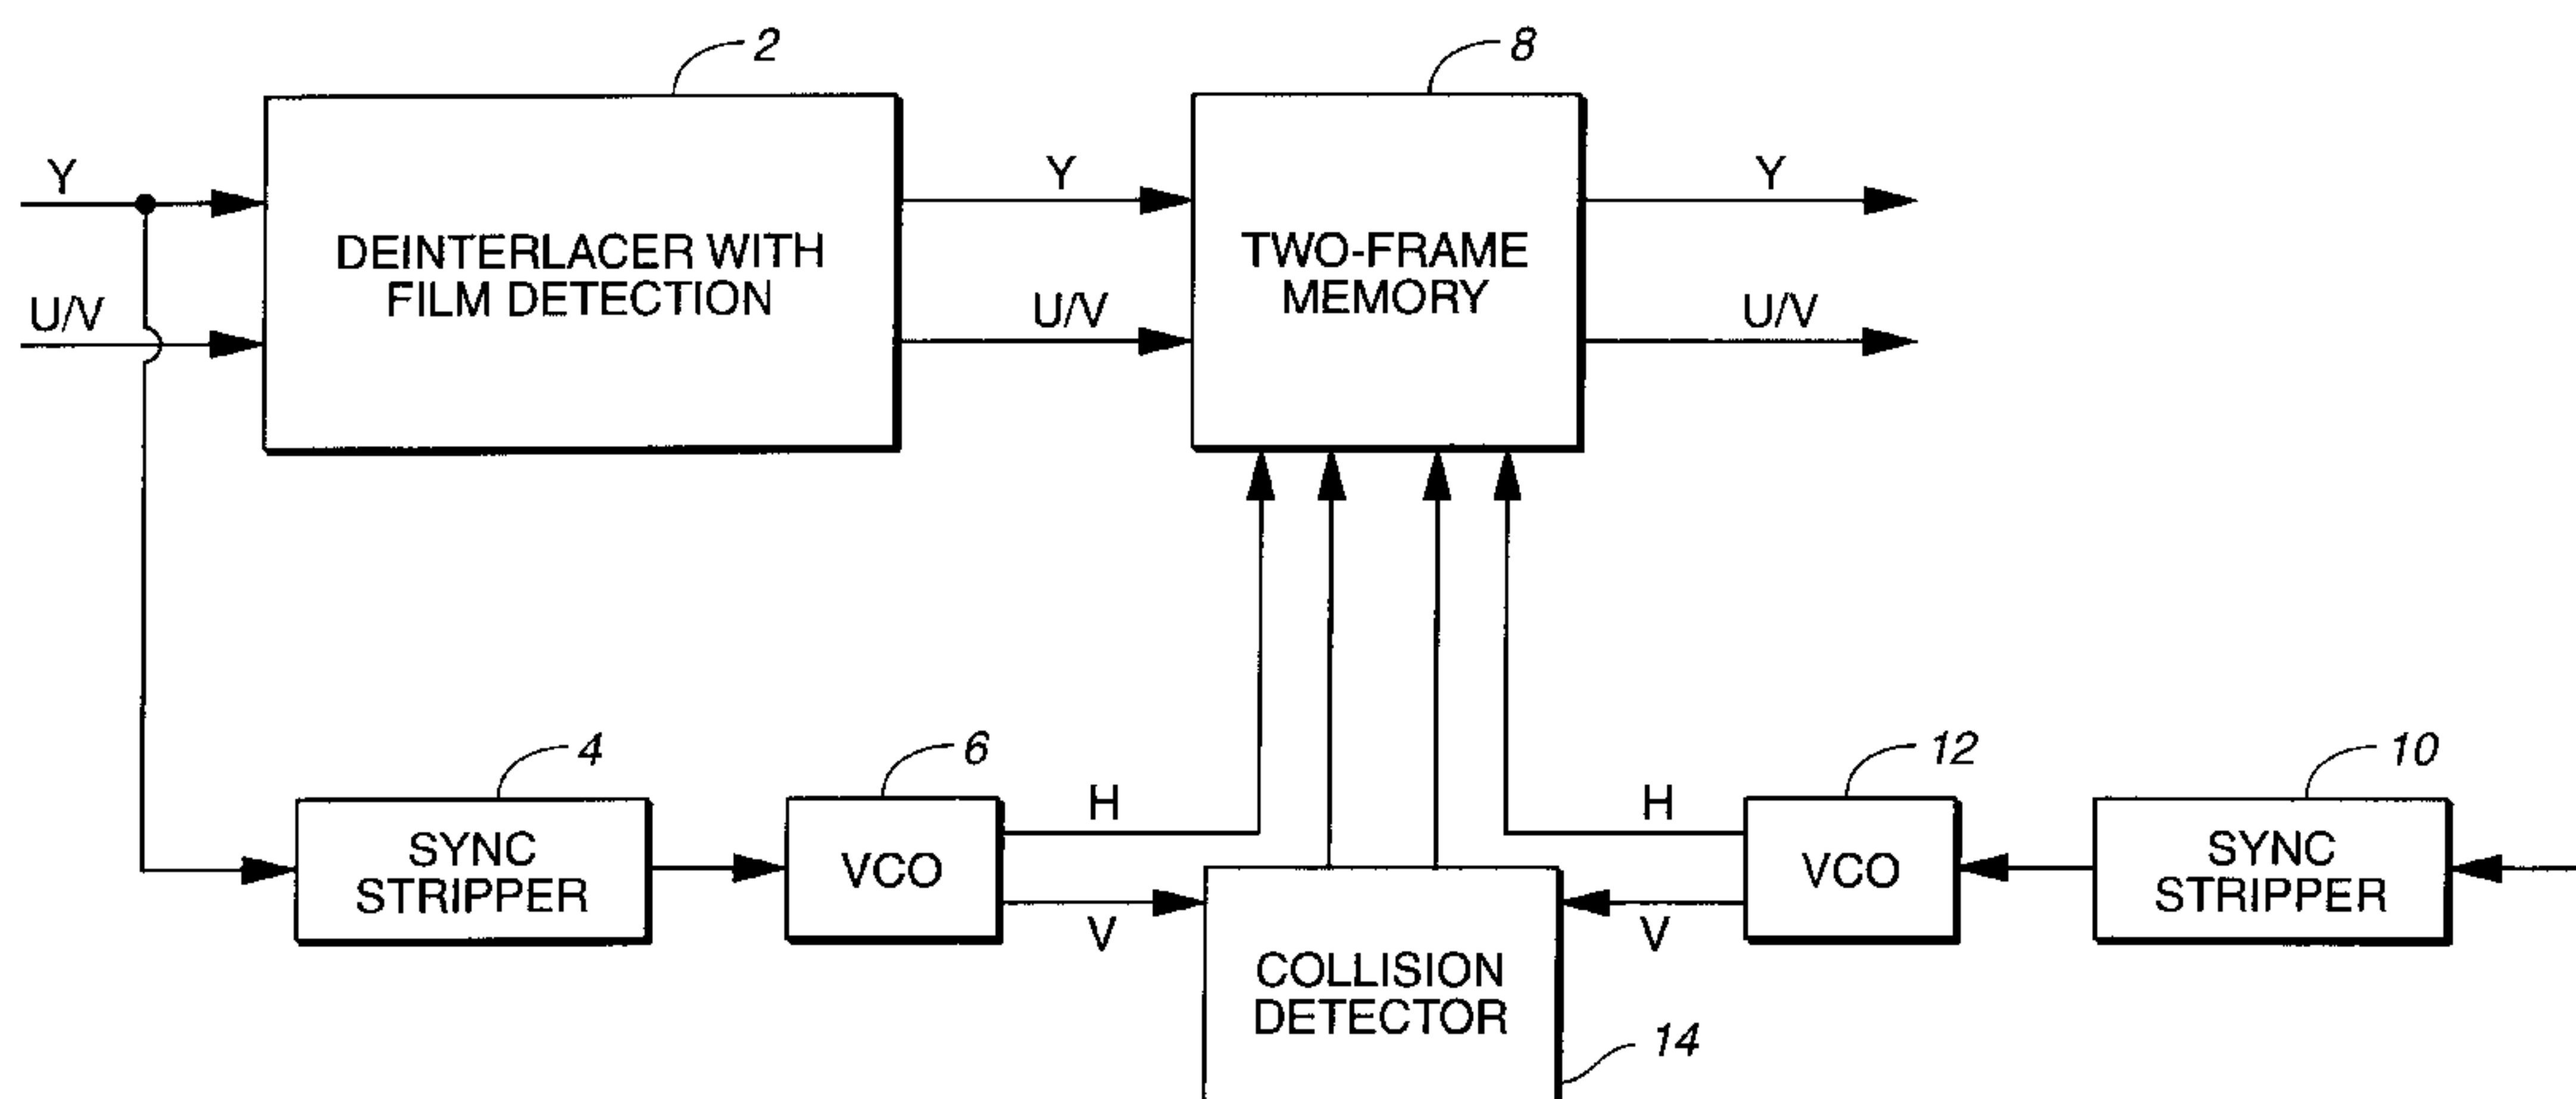 2
8
Y
Y
Y
DEINTERLACER WITH
FILM DETECTION
TWO-FRAME
MEMORY
U/V
U/V
U/V
4
6
12
10
H
H
SYNC
STRIPPER
VCO
VCO
SYNC
STRIPPER
V
V
COLLISION
DETECTOR
14